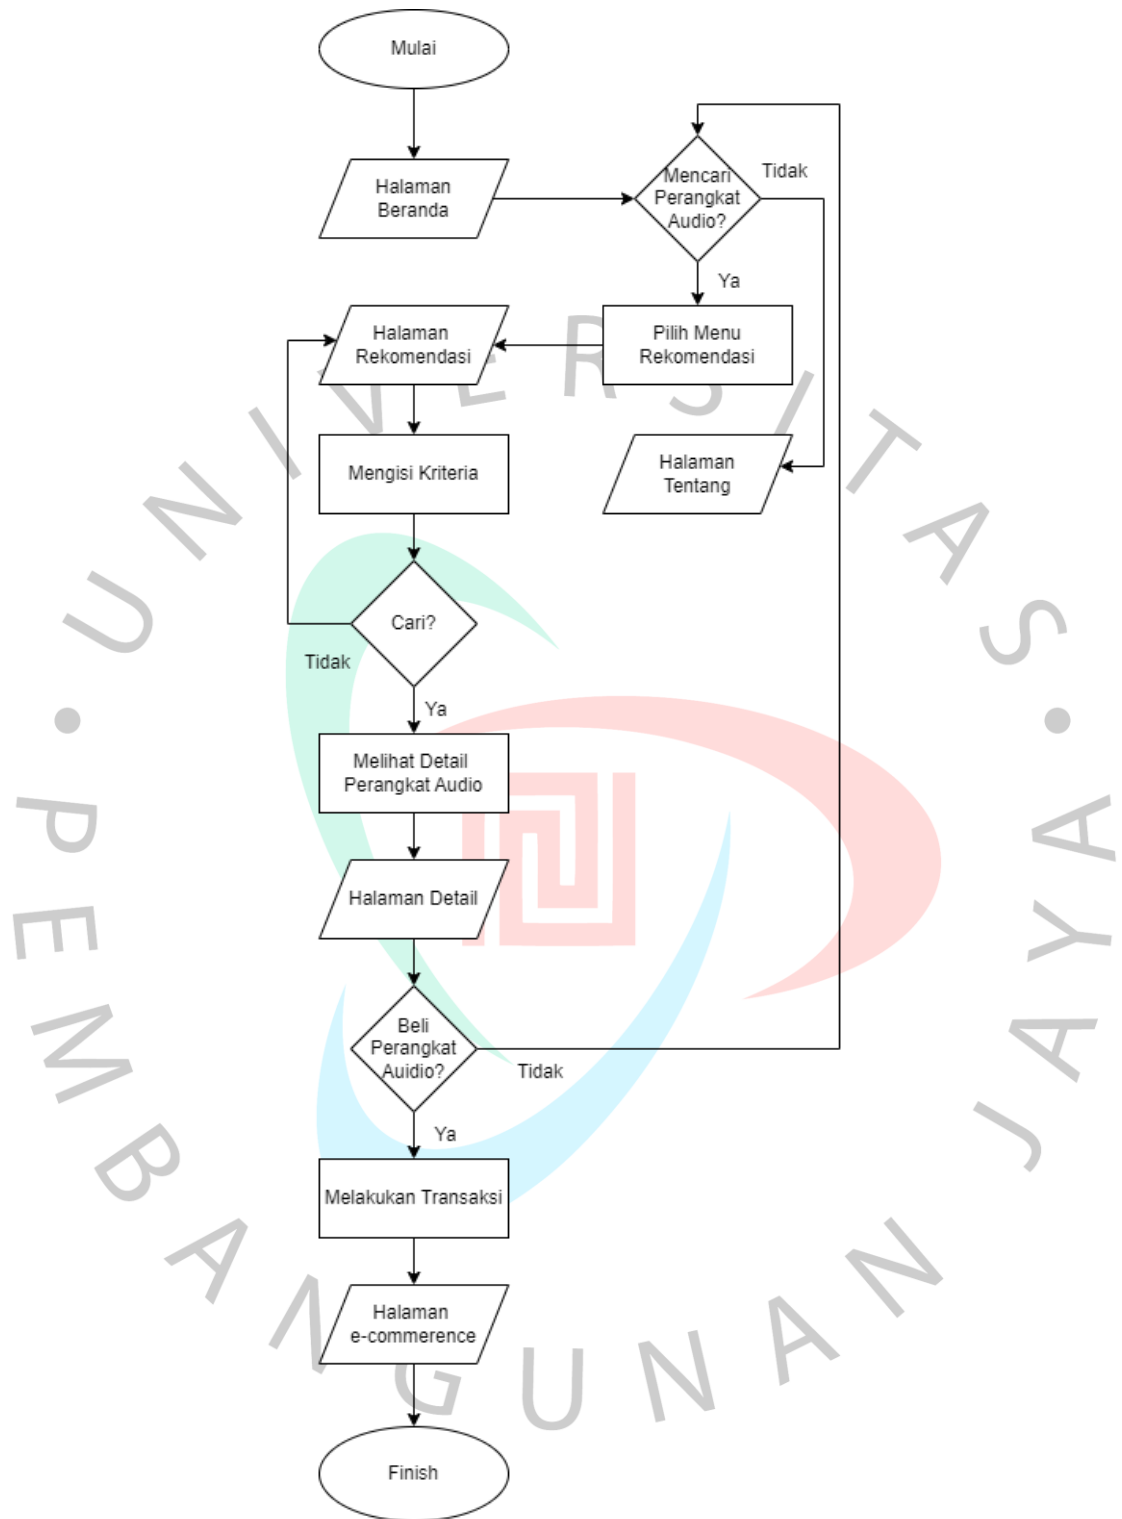 Mulai
Halaman
Beranda
Mencari
Perangkat
Audio?
Tidak
Ya
Pilih Menu
Rekomendasi
Halaman
Rekomendasi
Mengisi Kriteria
Halaman
Tentang
Cari?
Tidak
Ya
Melihat Detail
Perangkat Audio
Halaman Detail
Beli
Perangkat
Auidio?
Tidak
Ya
Melakukan Transaksi
Halaman
e-commerence
Finish
UNIVERSITAS • PEMBANGUNAN JAYA •